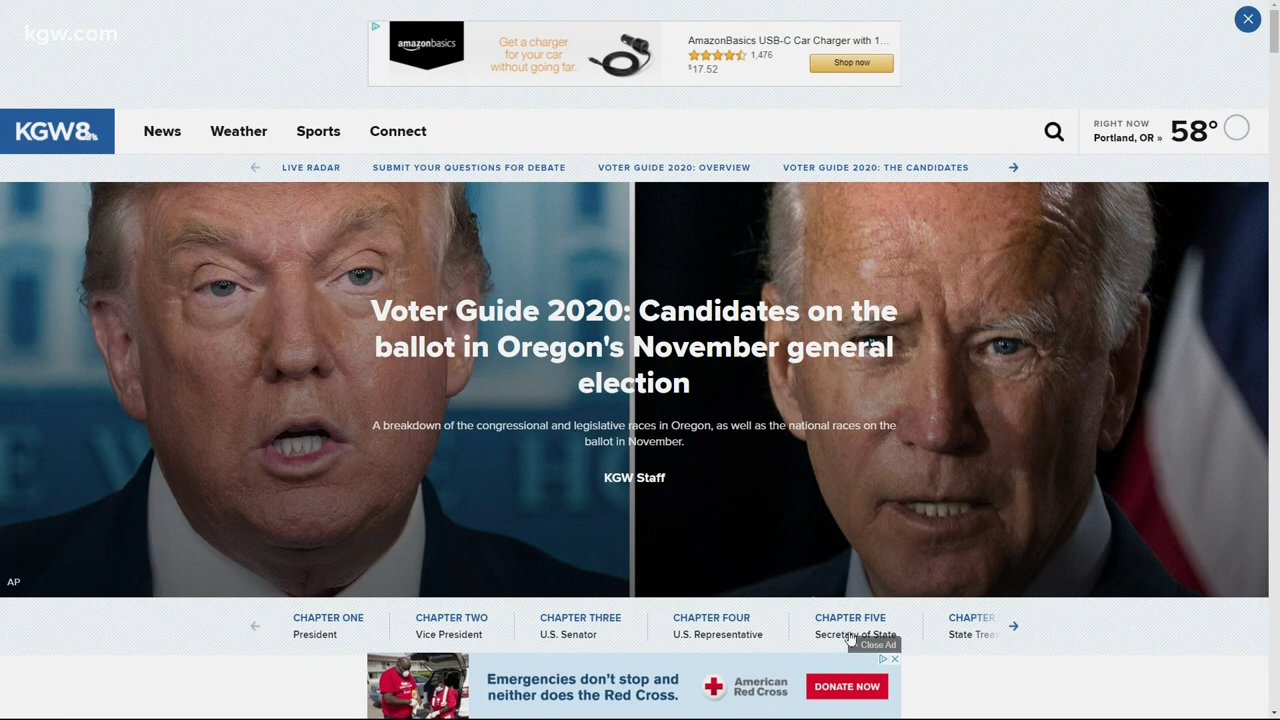 kgw.com
amazonbasics
Get a charger
for your car
without going far.
AmazonBasics USB-C Car Charger with 1...
1,476
$17.52
Shop now
KGW8
News
Weather
Sports
Connect
RIGHT NOW
Portland, OR »
58°
LIVE RADAR
SUBMIT YOUR QUESTIONS FOR DEBATE
VOTER GUIDE 2020: OVERVIEW
VOTER GUIDE 2020: THE CANDIDATES
Voter Guide 2020: Candidates on the
ballot in Oregon's November general
election
A breakdown of the congressional and legislative races in Oregon, as well as the national races on the
ballot in November.
KGW Staff
AP
CHAPTER ONE
President
CHAPTER TWO
Vice President
CHAPTER THREE
U.S. Senator
CHAPTER FOUR
U.S. Representative
CHAPTER FIVE
Secretary of State
CHAPTER
State Trea
Close Ad
Emergencies don't stop and
neither does the Red Cross.
American
Red Cross
DONATE NOW